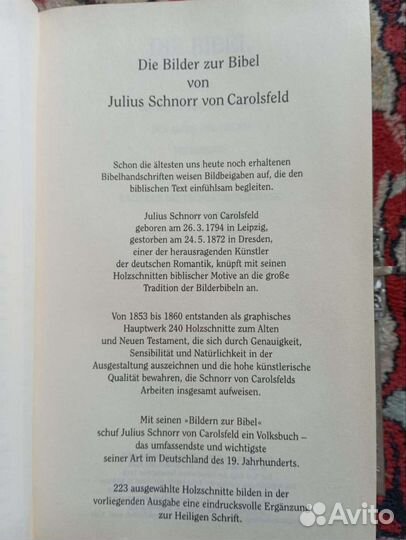 Die Bilder zur Bibel
von
Julius Schnorr von Carolsfeld
Schon die ältesten uns heute noch erhaltenen
Bibelhandschriften weisen Bildbeigaben auf, die den
biblischen Text einfühlsam begleiten.
Julius Schnorr von Carolsfeld
geboren am 26.3.1794 in Leipzig,
gestorben am 24.5.1872 in Dresden,
einer der herausragenden Künstler
der deutschen Romantik, knüpft mit seinen
Holzschnitten biblischer Motive an die große
Tradition der Bilderbibeln an.
Von 1853 bis 1860 entstanden als graphisches
Hauptwerk 240 Holzschnitte zum Alten
und Neuen Testament, die sich durch Genauigkeit,
Sensibilität und Natürlichkeit in der
Ausgestaltung auszeichnen und die hohe künstlerische
Qualität bewahren, die Schnorr von Carolsfelds
Arbeiten insgesamt aufweisen.
Mit seinen »Bildern zur Bibel«
schuf Julius Schnorr von Carolsfeld ein Volksbuch –
das umfassendste und wichtigste
seiner Art im Deutschland des 19. Jahrhunderts.
223 ausgewählte Holzschnitte bilden in der
vorliegenden Ausgabe eine eindrucksvolle Ergänzung
zur Heiligen Schrift.
Avito